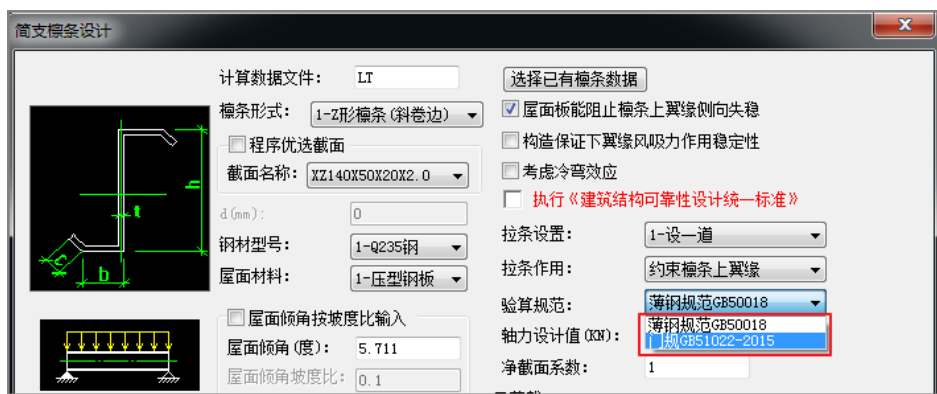 简支檩条设计
计算数据文件: LT
选择已有檩条数据
檩条形式: 1-Z形檩条(斜卷边)
屋面板能阻止檩条上翼缘侧向失稳
程序优选截面
构造保证下翼缘风吸力作用稳定性
截面名称: XZ140X50X20X2.0
考虑冷弯效应
执行《建筑结构可靠性设计统一标准》
d(mm): 0
拉条设置: 1-设一道
钢材型号: 1-Q235钢
拉条作用: 约束檩条上翼缘
屋面材料: 1-压型钢板
验算规范: 薄钢规范GB50018
薄钢规范GB50018
门规GB51022-2015
屋面倾角按坡度比输入
轴力设计值(KN):
屋面倾角(度): 5.711
净截面系数: 1
屋面倾角坡度比: 0.1
h
t
c
b